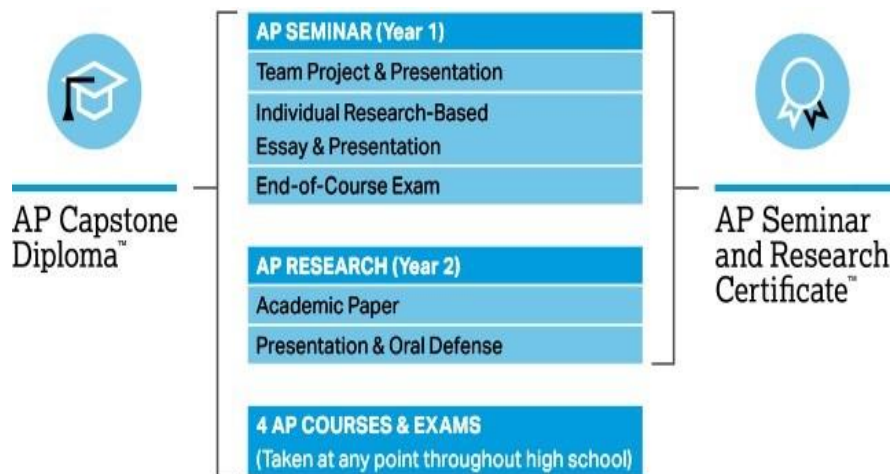 AP SEMINAR (Year 1)
Team Project & Presentation
Individual Research-Based
Essay & Presentation
End-of-Course Exam
AP Capstone
Diploma™
AP Seminar
and Research
Certificate™
AP RESEARCH (Year 2)
Academic Paper
Presentation & Oral Defense
4 AP COURSES & EXAMS
(Taken at any point throughout high school)